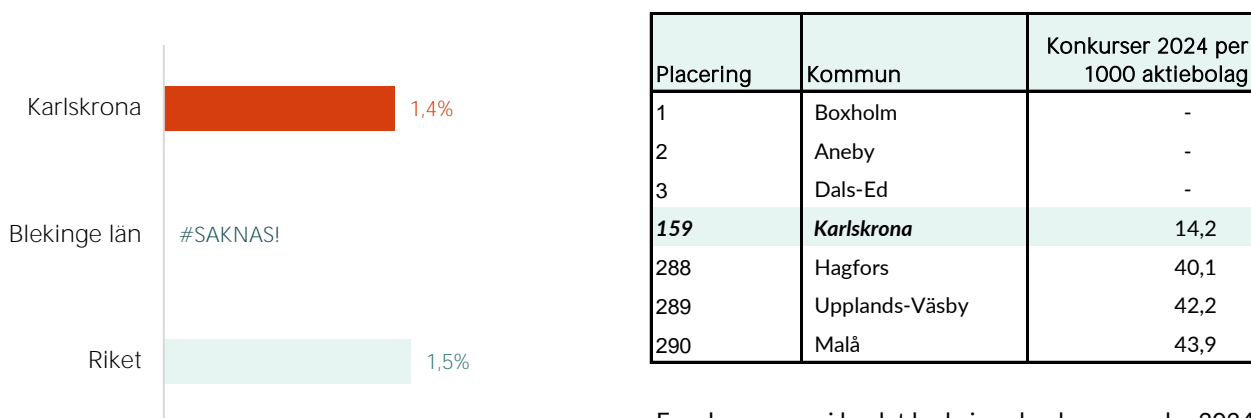 Karlskrona 1,4%
Blekinge län #SAKNAS!
Riket 1,5%
Placering Kommun Konkurser 2024 per
1000 aktiebolag
1 Boxholm -
2 Aneby -
3 Dals-Ed -
159 Karlskrona 14,2
288 Hagfors 40,1
289 Upplands-Väsby 42,2
290 Malå 43,9